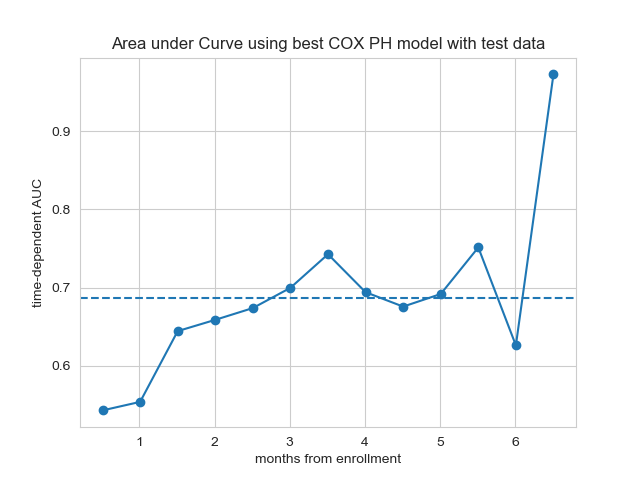 Area under Curve using best COX PH model with test data
time-dependent AUC
0.9
0.8
0.7
0.6
1 2 3 4 5 6
months from enrollment